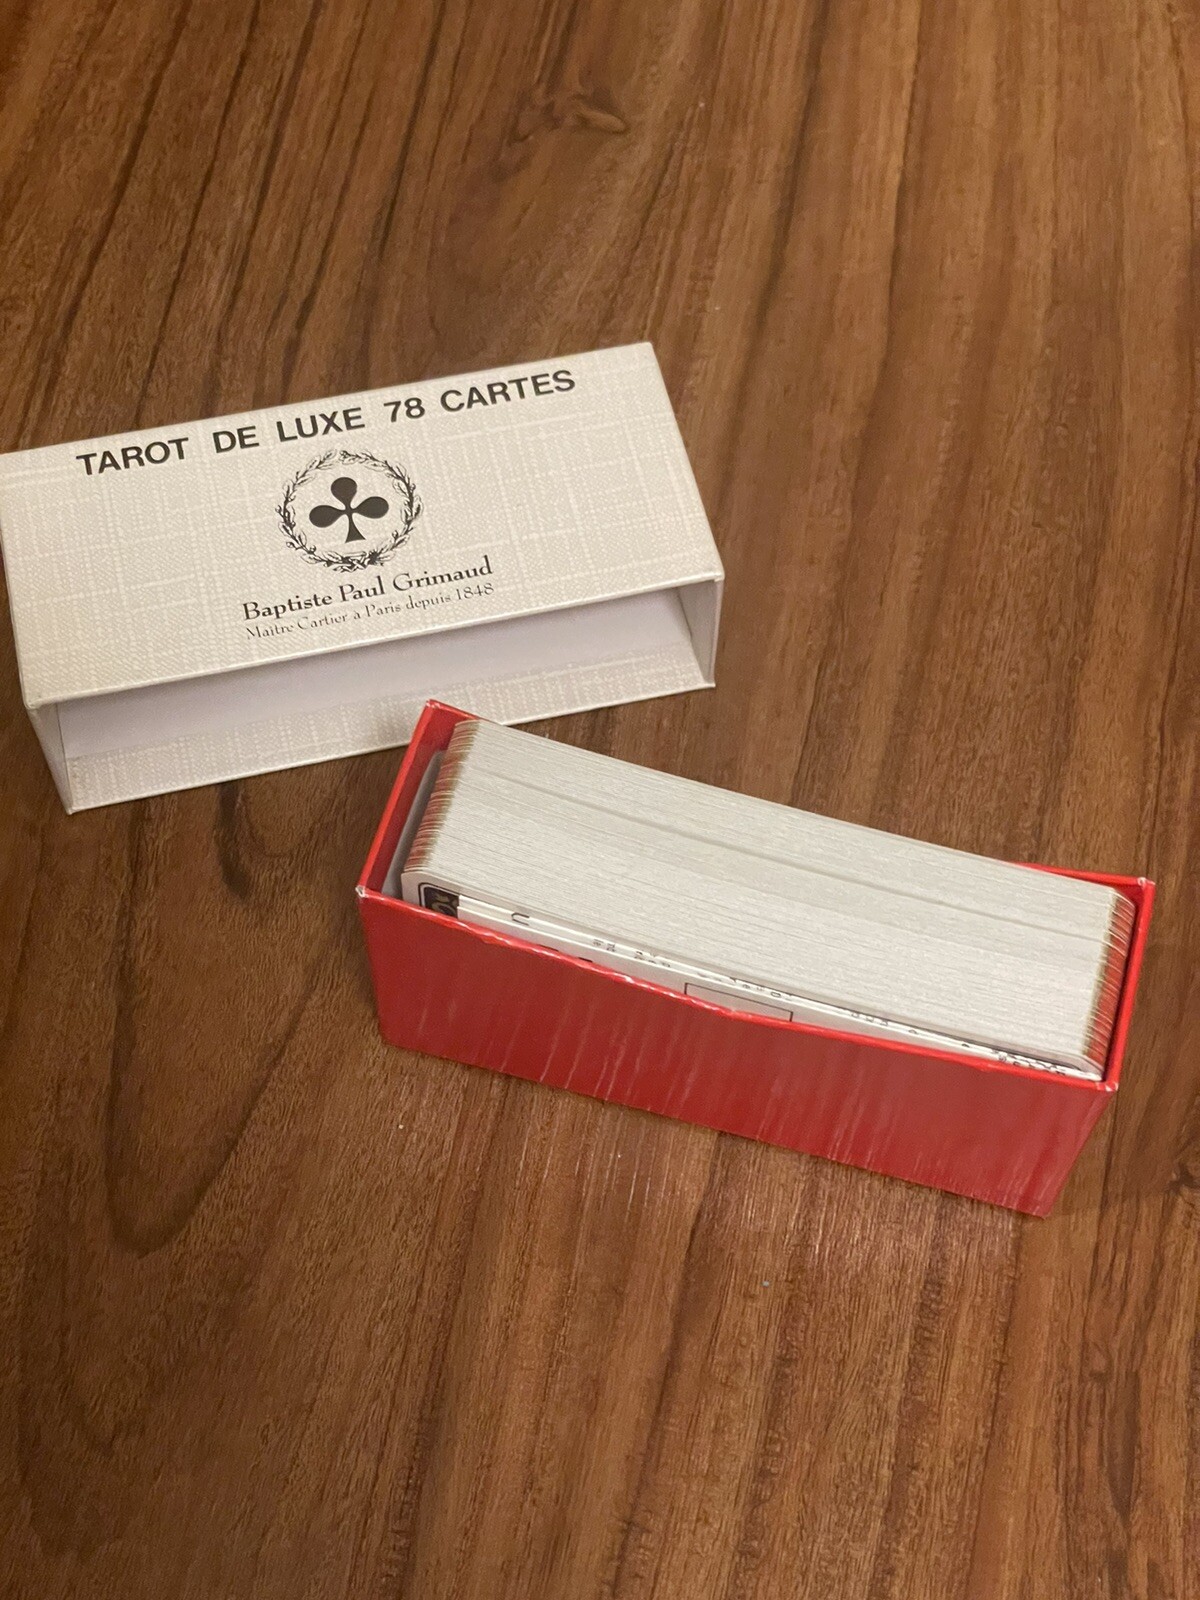 TAROT DE LUXE 78 CARTES
Baptiste Paul Grimaud
Maître Cartier à Paris depuis 1848